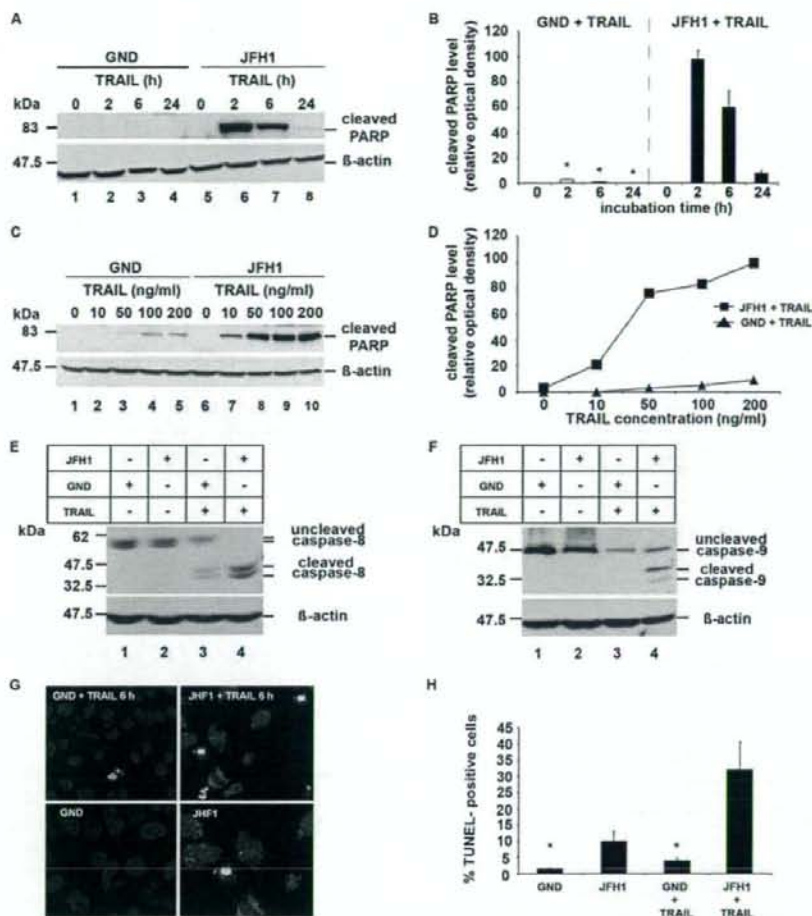 A
GND JFH1
TRAIL (h) TRAIL (h)
kDa 0 2 6 24 0 2 6 24
83 cleaved PARP
47.5 ß-actin
1 2 3 4 5 6 7 8
B
GND + TRAIL JFH1 + TRAIL
cleaved PARP level
(relative optical density)
120
100
80
60
40
20
0
* * *
0 2 6 24 0 2 6 24
incubation time (h)
C
GND JFH1
TRAIL (ng/ml) TRAIL (ng/ml)
0 10 50 100 200 0 10 50 100 200
83 cleaved PARP
47.5 ß-actin
1 2 3 4 5 6 7 8 9 10
D
cleaved PARP level
(relative optical density)
120
100
80
60
40
20
0
JFH1 + TRAIL
GND + TRAIL
0 10 50 100 200
TRAIL concentration (ng/ml)
E
JFH1 - + - +
GND + - + -
TRAIL - - + +
kDa
62 uncleaved caspase-8
47.5 cleaved caspase-8
32.5
47.5 ß-actin
1 2 3 4
F
JFH1 - + - +
GND + - + -
TRAIL - - + +
kDa
47.5 uncleaved caspase-9
32.5 cleaved caspase-9
47.5 ß-actin
1 2 3 4
G
GND + TRAIL 6 h JHF1 + TRAIL 6 h
GND JHF1
H
% TUNEL- positive cells
45
40
35
30
25
20
15
10
5
0
* *
GND JFH1 GND + TRAIL JFH1 + TRAIL